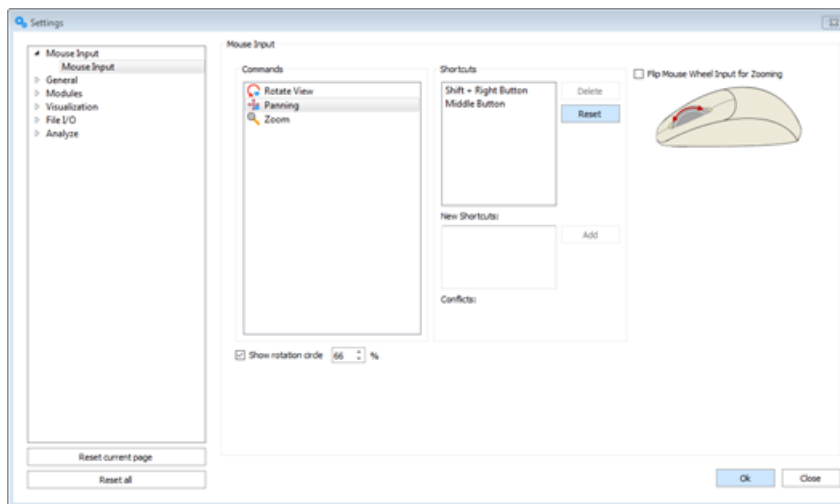 Settings
Mouse Input
Mouse Input
General
Modules
Visualization
File I/O
Analyze
Reset current page
Reset all
Mouse Input
Commands
Rotate View
Panning
Zoom
Show rotation circle 66 %
Shortcuts
Shift + Right Button
Middle Button
Delete
Reset
New Shortcuts:
Add
Conflicts:
Flip Mouse Wheel Input for Zooming
Ok
Close